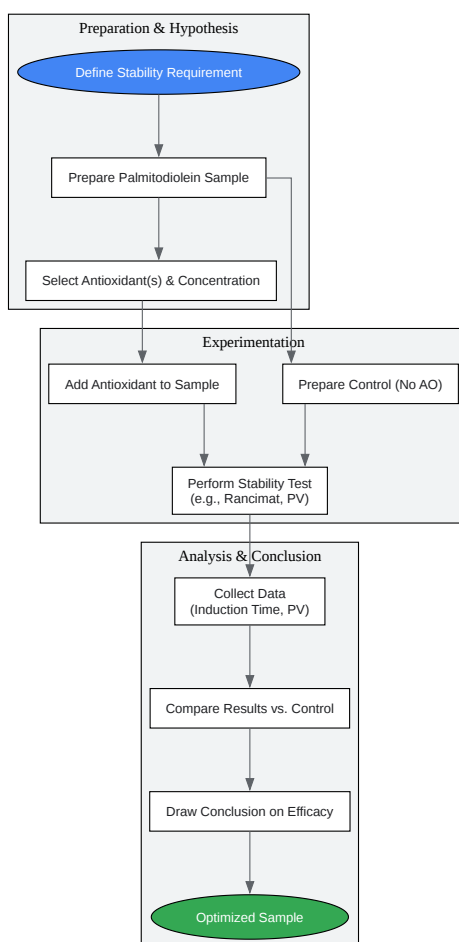 Preparation & Hypothesis
Define Stability Requirement
Prepare Palmitodiolein Sample
Select Antioxidant(s) & Concentration
Experimentation
Add Antioxidant to Sample
Prepare Control (No AO)
Perform Stability Test
(e.g., Rancimat, PV)
Analysis & Conclusion
Collect Data
(Induction Time, PV)
Compare Results vs. Control
Draw Conclusion on Efficacy
Optimized Sample